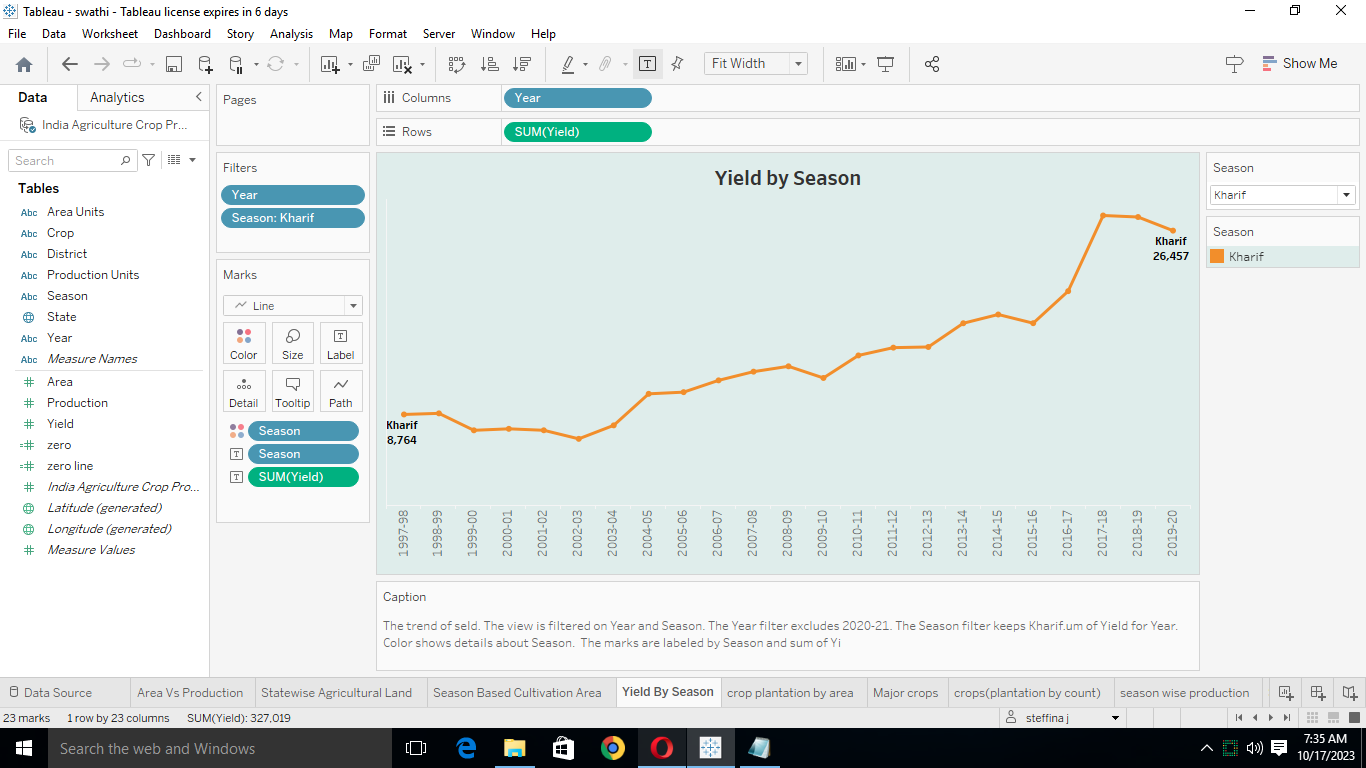 Tableau - swathi - Tableau license expires in 6 days
File Data Worksheet Dashboard Story Analysis Map Format Server Window Help
Fit Width
Show Me
Data Analytics
India Agriculture Crop Pr...
Search
Tables
Abc Area Units
Abc Crop
Abc District
Abc Production Units
Abc Season
State
Abc Year
Abc Measure Names
Area
Production
Yield
zero
zero line
India Agriculture Crop Pro...
Latitude (generated)
Longitude (generated)
Measure Values
Pages
Filters
Year
Season: Kharif
Marks
Line
Color Size Label
Detail Tooltip Path
Season
Season
SUM(Yield)
Columns Year
Rows SUM(Yield)
Yield by Season
Kharif
8,764
Kharif
26,457
1997-98
1998-99
1999-00
2000-01
2001-02
2002-03
2003-04
2004-05
2005-06
2006-07
2007-08
2008-09
2009-10
2010-11
2011-12
2012-13
2013-14
2014-15
2015-16
2016-17
2017-18
2018-19
2019-20
Season
Kharif
Season
Kharif
Caption
The trend of seld. The view is filtered on Year and Season. The Year filter excludes 2020-21. The Season filter keeps Kharif.um of Yield for Year.
Color shows details about Season. The marks are labeled by Season and sum of Yi
Data Source Area Vs Production Statewise Agricultural Land Season Based Cultivation Area Yield By Season crop plantation by area Major crops crops(plantation by count) season wise production
23 marks 1 row by 23 columns SUM(Yield): 327,019 steffina j
Search the web and Windows
7:35 AM
10/17/2023